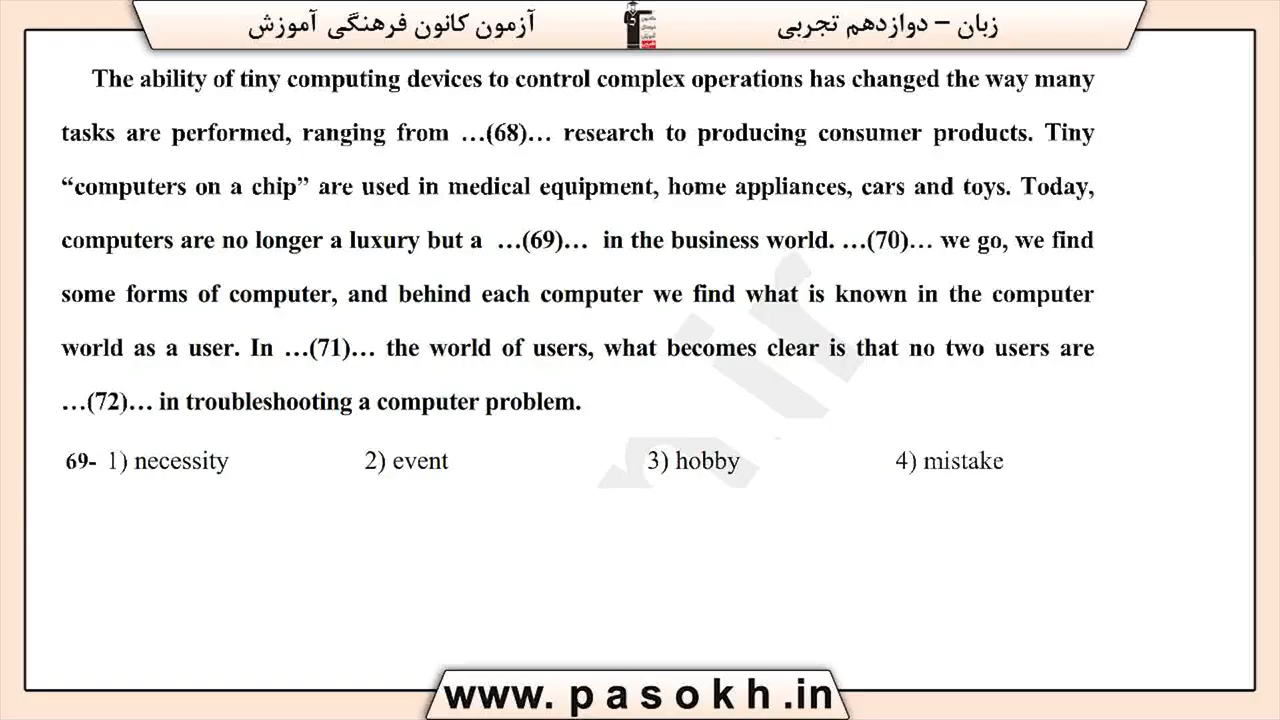 زبان – دوازدهم تجربی
آزمون کانون فرهنگی آموزش
The ability of tiny computing devices to control complex operations has changed the way many
tasks are performed, ranging from …(68)… research to producing consumer products. Tiny
“computers on a chip” are used in medical equipment, home appliances, cars and toys. Today,
computers are no longer a luxury but a …(69)… in the business world. …(70)… we go, we find
some forms of computer, and behind each computer we find what is known in the computer
world as a user. In …(71)… the world of users, what becomes clear is that no two users are
…(72)… in troubleshooting a computer problem.
69- 1) necessity 2) event 3) hobby 4) mistake
www. p a s o k h .in